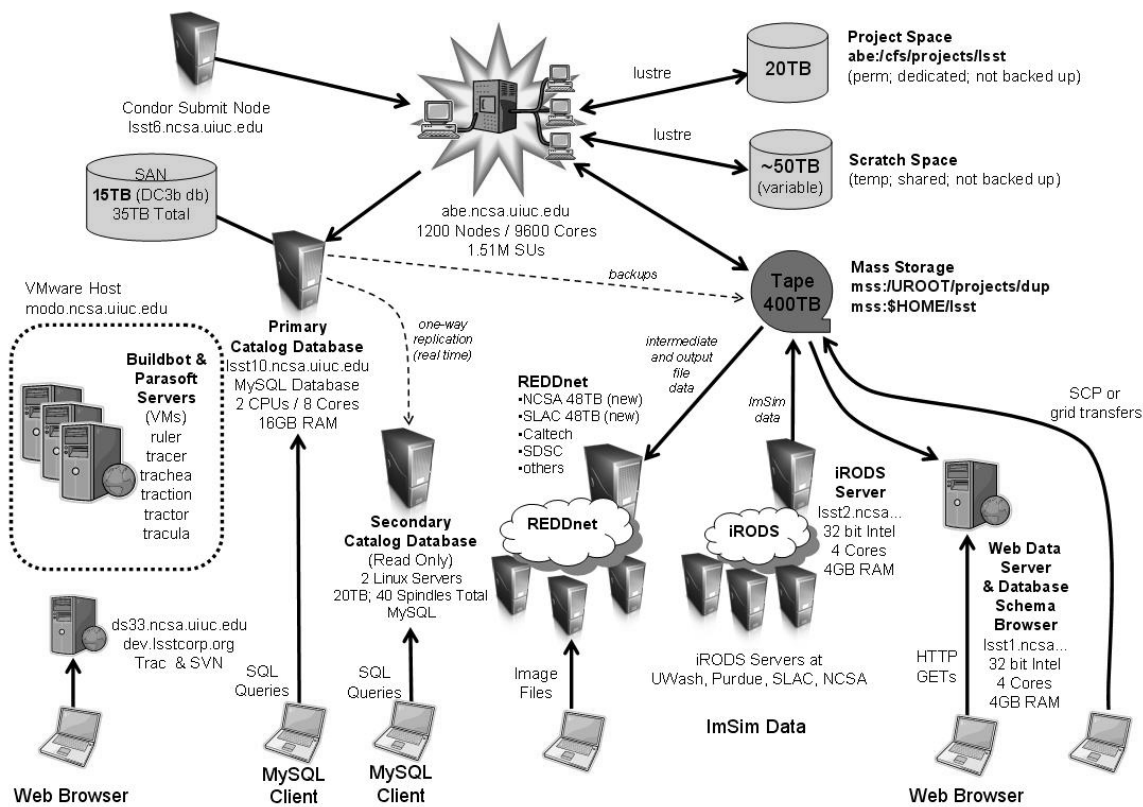 Condor Submit Node
lsst6.ncsa.uiuc.edu
lustre
20TB
Project Space
abe:/cfs/projects/lsst
(perm; dedicated; not backed up)
lustre
~50TB
(variable)
Scratch Space
(temp; shared; not backed up)
SAN
15TB (DC3b db)
35TB Total
abe.ncsa.uiuc.edu
1200 Nodes / 9600 Cores
1.51M SUs
backups
Tape
400TB
Mass Storage
mss:/UROOT/projects/dup
mss:$HOME/lsst
VMware Host
modo.ncsa.uiuc.edu
Buildbot &
Parasoft
Servers
(VMs)
ruler
tracer
trachea
traction
tractor
tracula
Primary
Catalog Database
lsst10.ncsa.uiuc.edu
MySQL Database
2 CPUs / 8 Cores
16GB RAM
one-way
replication
(real time)
Secondary
Catalog Database
(Read Only)
2 Linux Servers
20TB; 40 Spindles Total
MySQL
intermediate
and output
file
data
REDDnet
▪NCSA 48TB (new)
▪SLAC 48TB (new)
▪Caltech
▪SDSC
▪others
REDDnet
ImSim
data
iRODS
iRODS
Server
lsst2.ncsa...
32 bit Intel
4 Cores
4GB RAM
iRODS Servers at
UWash, Purdue, SLAC, NCSA
ImSim Data
SCP or
grid transfers
Web Data
Server
& Database
Schema
Browser
lsst1.ncsa...
32 bit Intel
4 Cores
4GB RAM
ds33.ncsa.uiuc.edu
dev.lsstcorp.org
Trac & SVN
SQL
Queries
SQL
Queries
Image
Files
HTTP
GETs
Web Browser
MySQL
Client
MySQL
Client
Web Browser